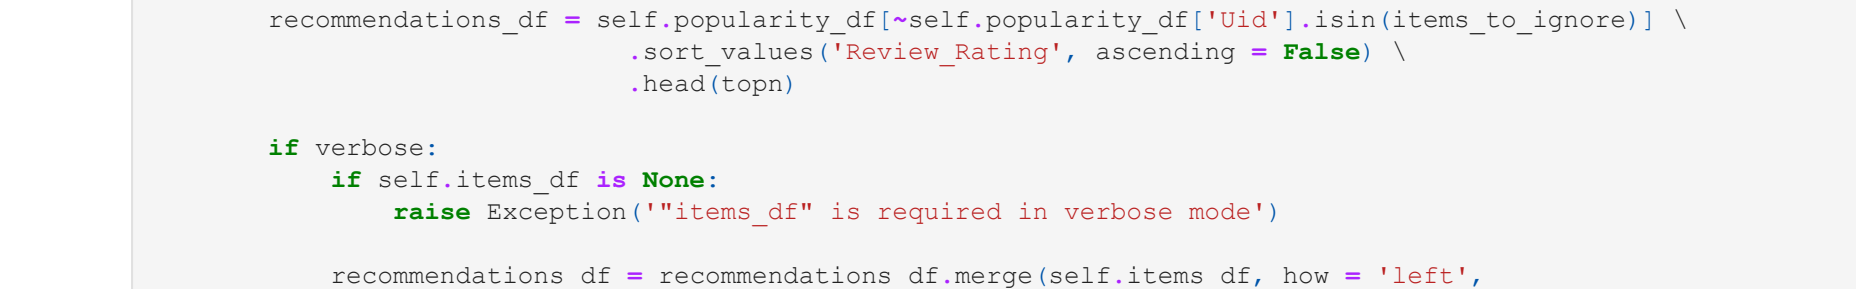 recommendations_df = self.popularity_df[~self.popularity_df['Uid'].isin(items_to_ignore)] \
.sort_values('Review_Rating', ascending = False) \
.head(topn)
if verbose:
if self.items_df is None:
raise Exception('"items_df" is required in verbose mode')
recommendations_df = recommendations_df.merge(self.items_df, how = 'left',